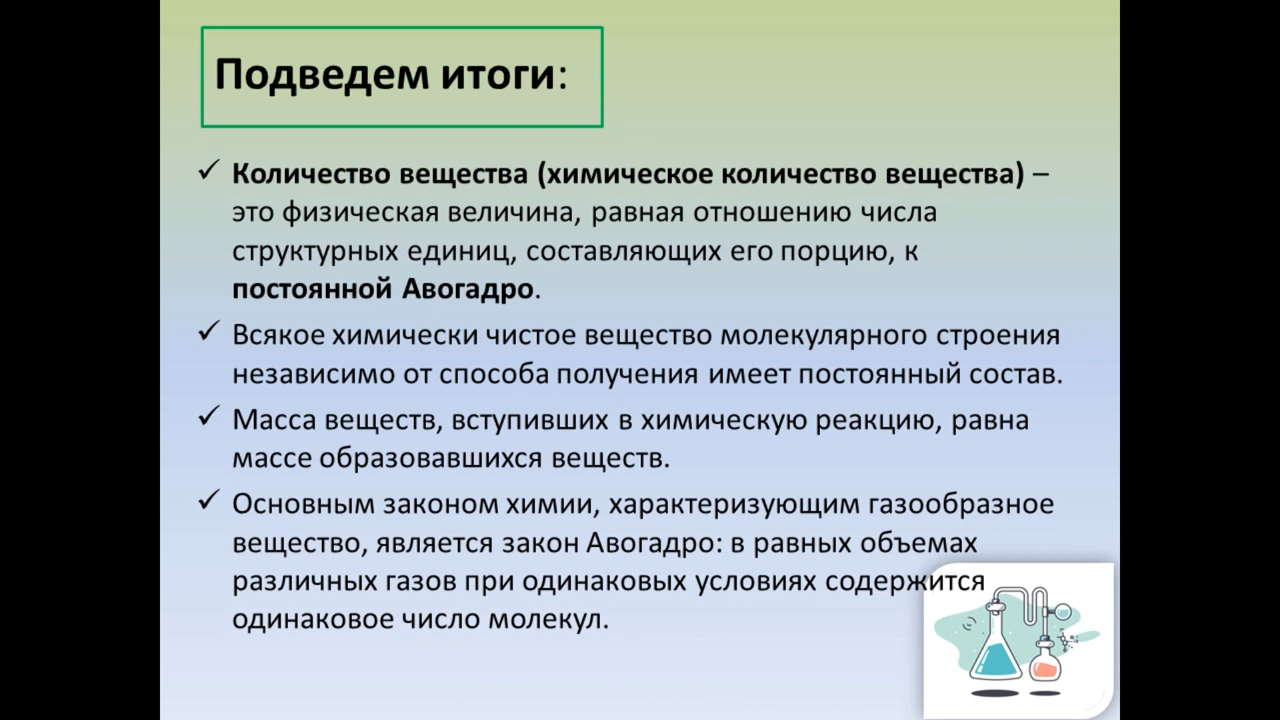 Подведем итоги:
✓ Количество вещества (химическое количество вещества) –
это физическая величина, равная отношению числа
структурных единиц, составляющих его порцию, к
постоянной Авогадро.
✓ Всякое химически чистое вещество молекулярного строения
независимо от способа получения имеет постоянный состав.
✓ Масса веществ, вступивших в химическую реакцию, равна
массе образовавшихся веществ.
✓ Основным законом химии, характеризующим газообразное
вещество, является закон Авогадро: в равных объемах
различных газов при одинаковых условиях содержится
одинаковое число молекул.